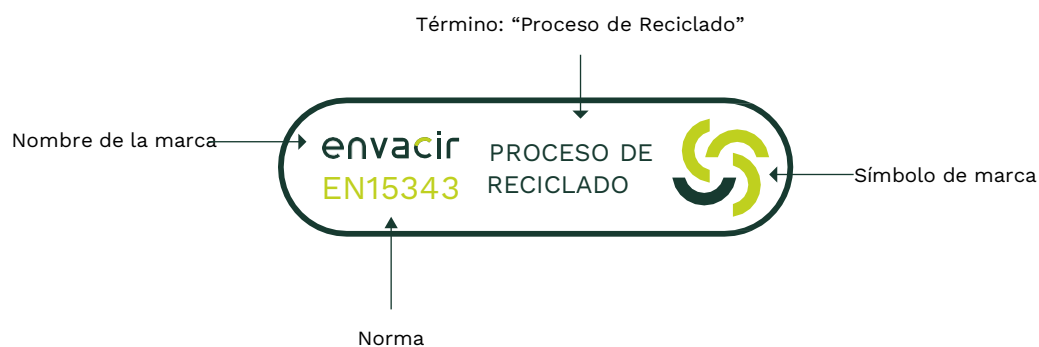 Término: “Proceso de Reciclado”
Nombre de la marca
envacir
EN15343
PROCESO DE
RECICLADO
Símbolo de marca
Norma